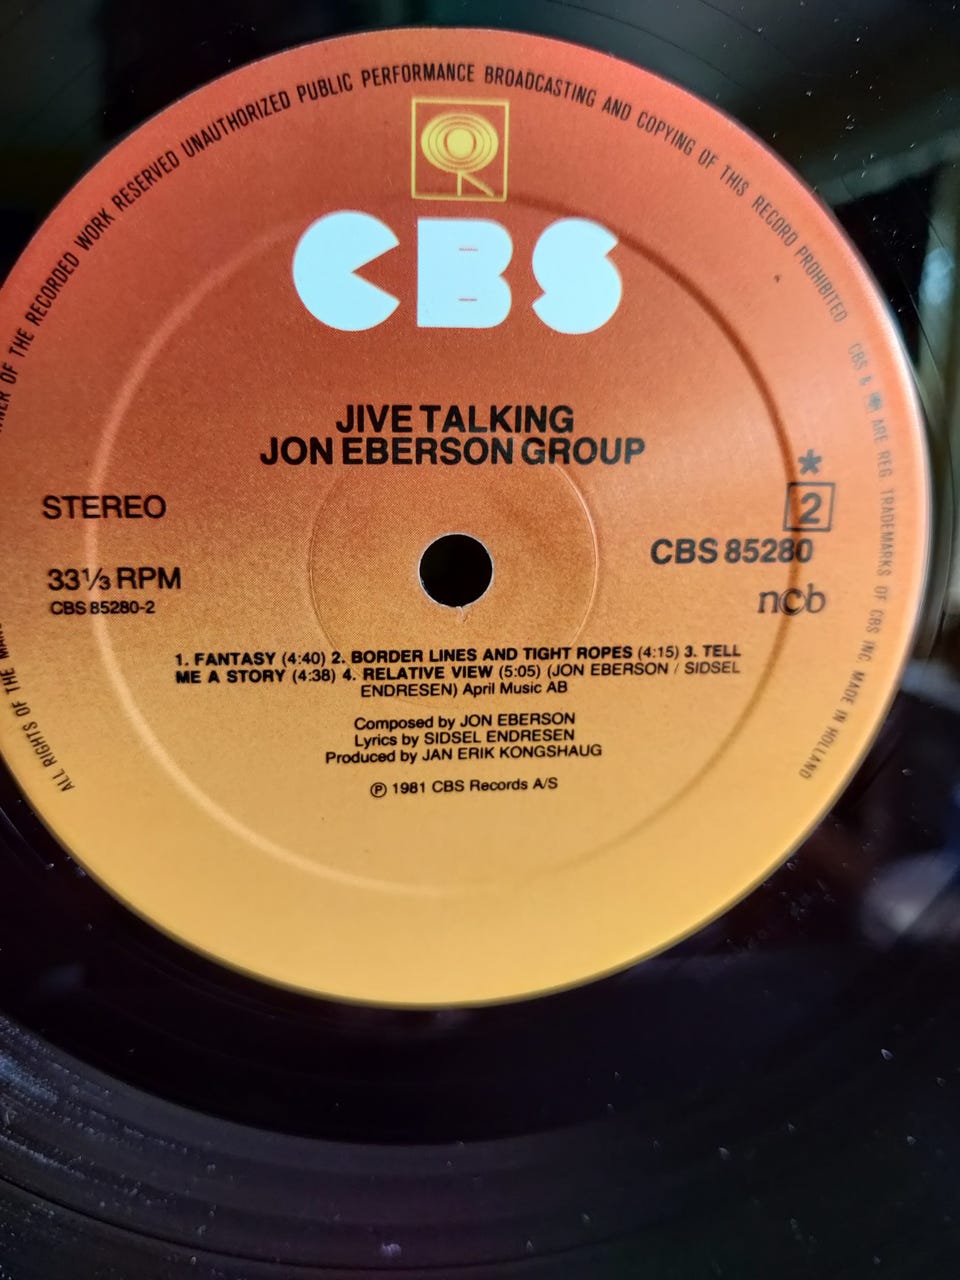 ALL RIGHTS OF THE OWNER OF THE RECORDED WORK RESERVED UNAUTHORIZED PUBLIC PERFORMANCE BROADCASTING AND COPYING OF THIS RECORD PROHIBITED CBS & ARE REG TRADEMARKS OF CBS INC MADE IN HOLLAND
CBS
JIVE TALKING
JON EBERSON GROUP
STEREO
*
2
CBS 85280
33⅓ RPM
CBS 85280-2
ncb
1. FANTASY (4:40) 2. BORDER LINES AND TIGHT ROPES (4:15) 3. TELL
ME A STORY (4:38) 4. RELATIVE VIEW (5:05) (JON EBERSON / SIDSEL
ENDRESEN) April Music AB
Composed by JON EBERSON
Lyrics by SIDSEL ENDRESEN
Produced by JAN ERIK KONGSHAUG
℗ 1981 CBS Records A/S